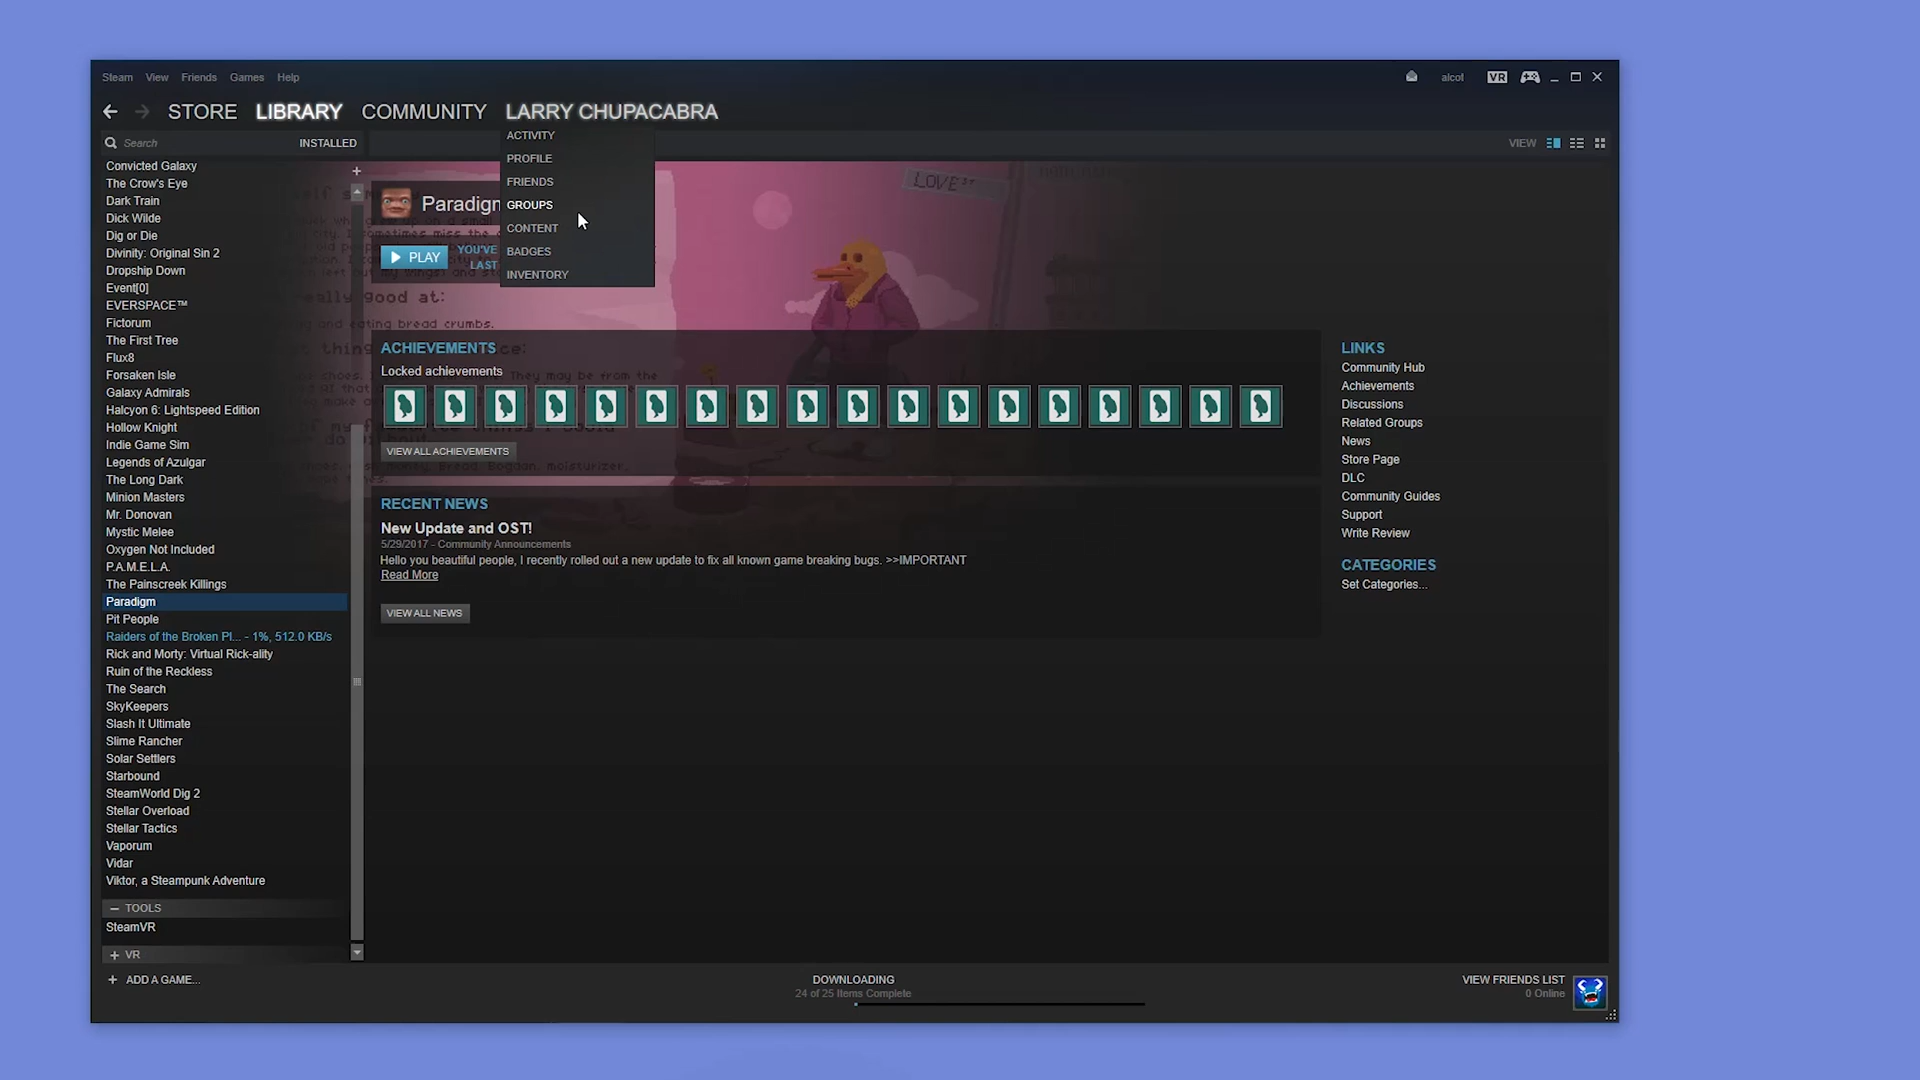 Steam View Friends Games Help
alcot VR
STORE LIBRARY COMMUNITY LARRY CHUPACABRA
Search INSTALLED
VIEW
ACTIVITY
PROFILE
FRIENDS
GROUPS
CONTENT
BADGES
INVENTORY
Convicted Galaxy
The Crow's Eye
Dark Train
Dick Wilde
Dig or Die
Divinity: Original Sin 2
Dropship Down
Event[0]
EVERSPACE™
Fictorum
The First Tree
Flux8
Forsaken Isle
Galaxy Admirals
Halcyon 6: Lightspeed Edition
Hollow Knight
Indie Game Sim
Legends of Azulgar
The Long Dark
Minion Masters
Mr. Donovan
Mystic Melee
Oxygen Not Included
P.A.M.E.L.A.
The Painscreek Killings
Paradigm
Pit People
Raiders of the Broken Pl... - 1%, 512.0 KB/s
Rick and Morty: Virtual Rick-ality
Ruin of the Reckless
The Search
SkyKeepers
Slash It Ultimate
Slime Rancher
Solar Settlers
Starbound
SteamWorld Dig 2
Stellar Overload
Stellar Tactics
Vaporum
Vidar
Viktor, a Steampunk Adventure
TOOLS
SteamVR
VR
ADD A GAME...
Paradigm
PLAY
YOU'VE
LAST
LOVE ST
good at:
and eating bread crumbs.
ACHIEVEMENTS
Locked achievements
VIEW ALL ACHIEVEMENTS
RECENT NEWS
New Update and OST!
5/29/2017 - Community Announcements
Hello you beautiful people, I recently rolled out a new update to fix all known game breaking bugs. >>IMPORTANT
Read More
VIEW ALL NEWS
LINKS
Community Hub
Achievements
Discussions
Related Groups
News
Store Page
DLC
Community Guides
Support
Write Review
CATEGORIES
Set Categories...
DOWNLOADING
24 of 25 Items Complete
VIEW FRIENDS LIST
0 Online